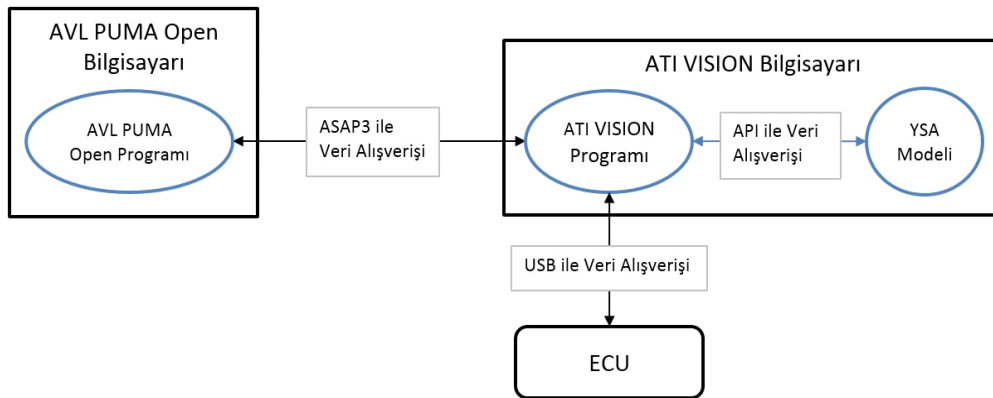 AVL PUMA Open
Bilgisayarı
AVL PUMA
Open Programı
ASAP3 ile
Veri Alışverişi
ATI VISION Bilgisayarı
ATI VISION
Programı
API ile Veri
Alışverişi
YSA
Modeli
USB ile Veri Alışverişi
ECU